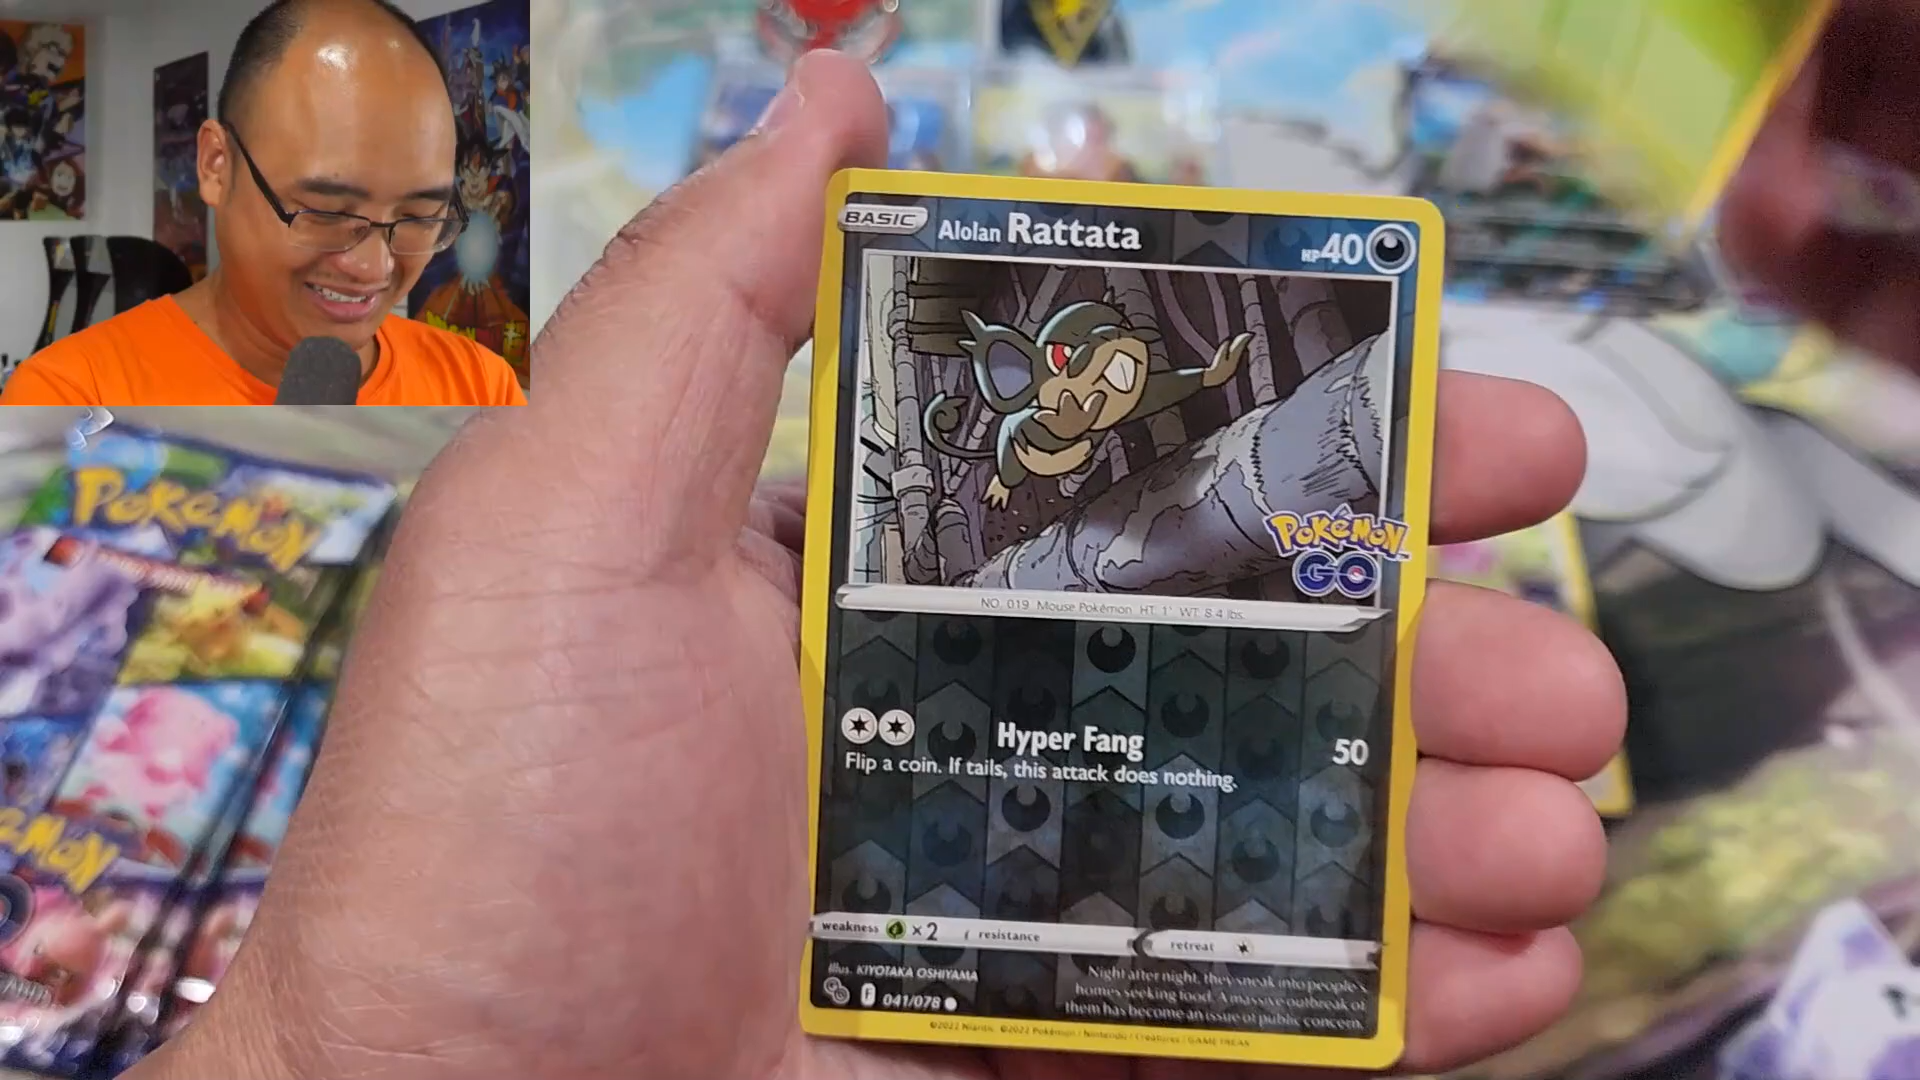 BASIC
Alolan Rattata
HP 40
POKéMON
GO
NO. 019 Mouse Pokémon HT: 1' WT: 8.4 lbs.
Hyper Fang 50
Flip a coin. If tails, this attack does nothing.
weakness ×2 resistance retreat
Illus. KIYOTAKA OSHIYAMA
F 041/078
Night after night, they sneak into people's
homes seeking food. A massive outbreak of
them has become an issue of public concern.
©2022 Niantic ©2022 Pokémon / Nintendo / Creatures / GAME FREAK
POKéMON